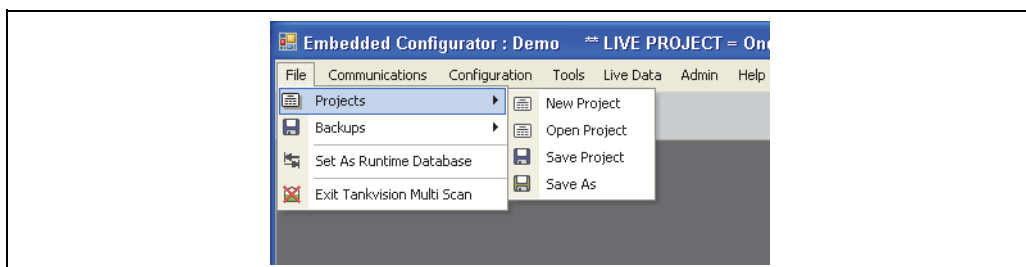 Embedded Configurator : Demo ** LIVE PROJECT =
File Communications Configuration Tools Live Data Admin Help
Projects
Backups
Set As Runtime Database
Exit Tankvision Multi Scan
New Project
Open Project
Save Project
Save As